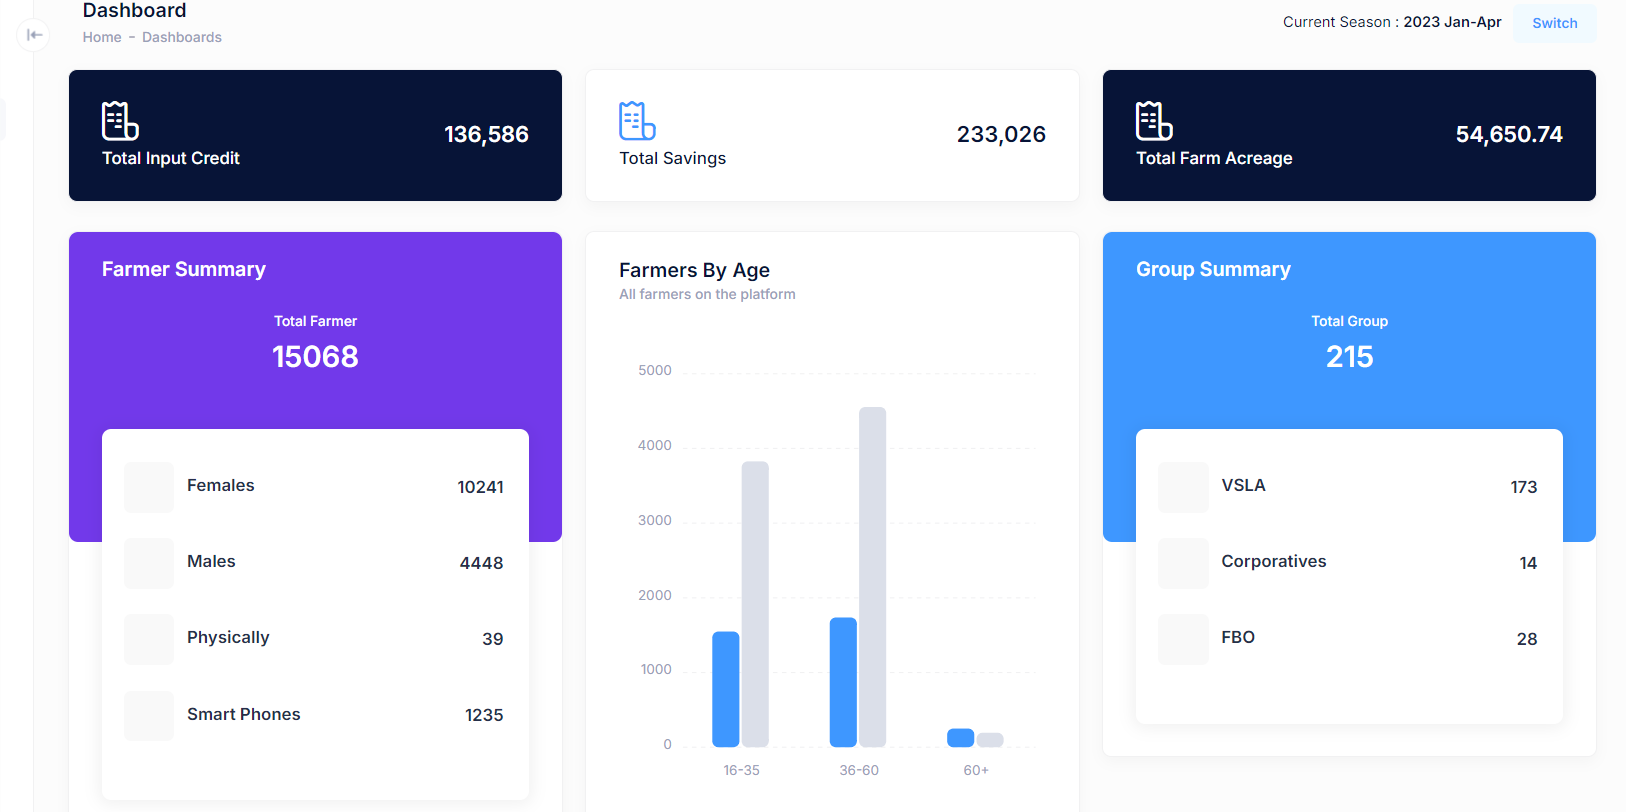 Dashboard
Home - Dashboards
Current Season : 2023 Jan-Apr
Switch
Total Input Credit
136,586
Total Savings
233,026
Total Farm Acreage
54,650.74
Farmer Summary
Total Farmer
15068
Females 10241
Males 4448
Physically 39
Smart Phones 1235
Farmers By Age
All farmers on the platform
5000
4000
3000
2000
1000
0
16-35 36-60 60+
Group Summary
Total Group
215
VSLA 173
Corporatives 14
FBO 28